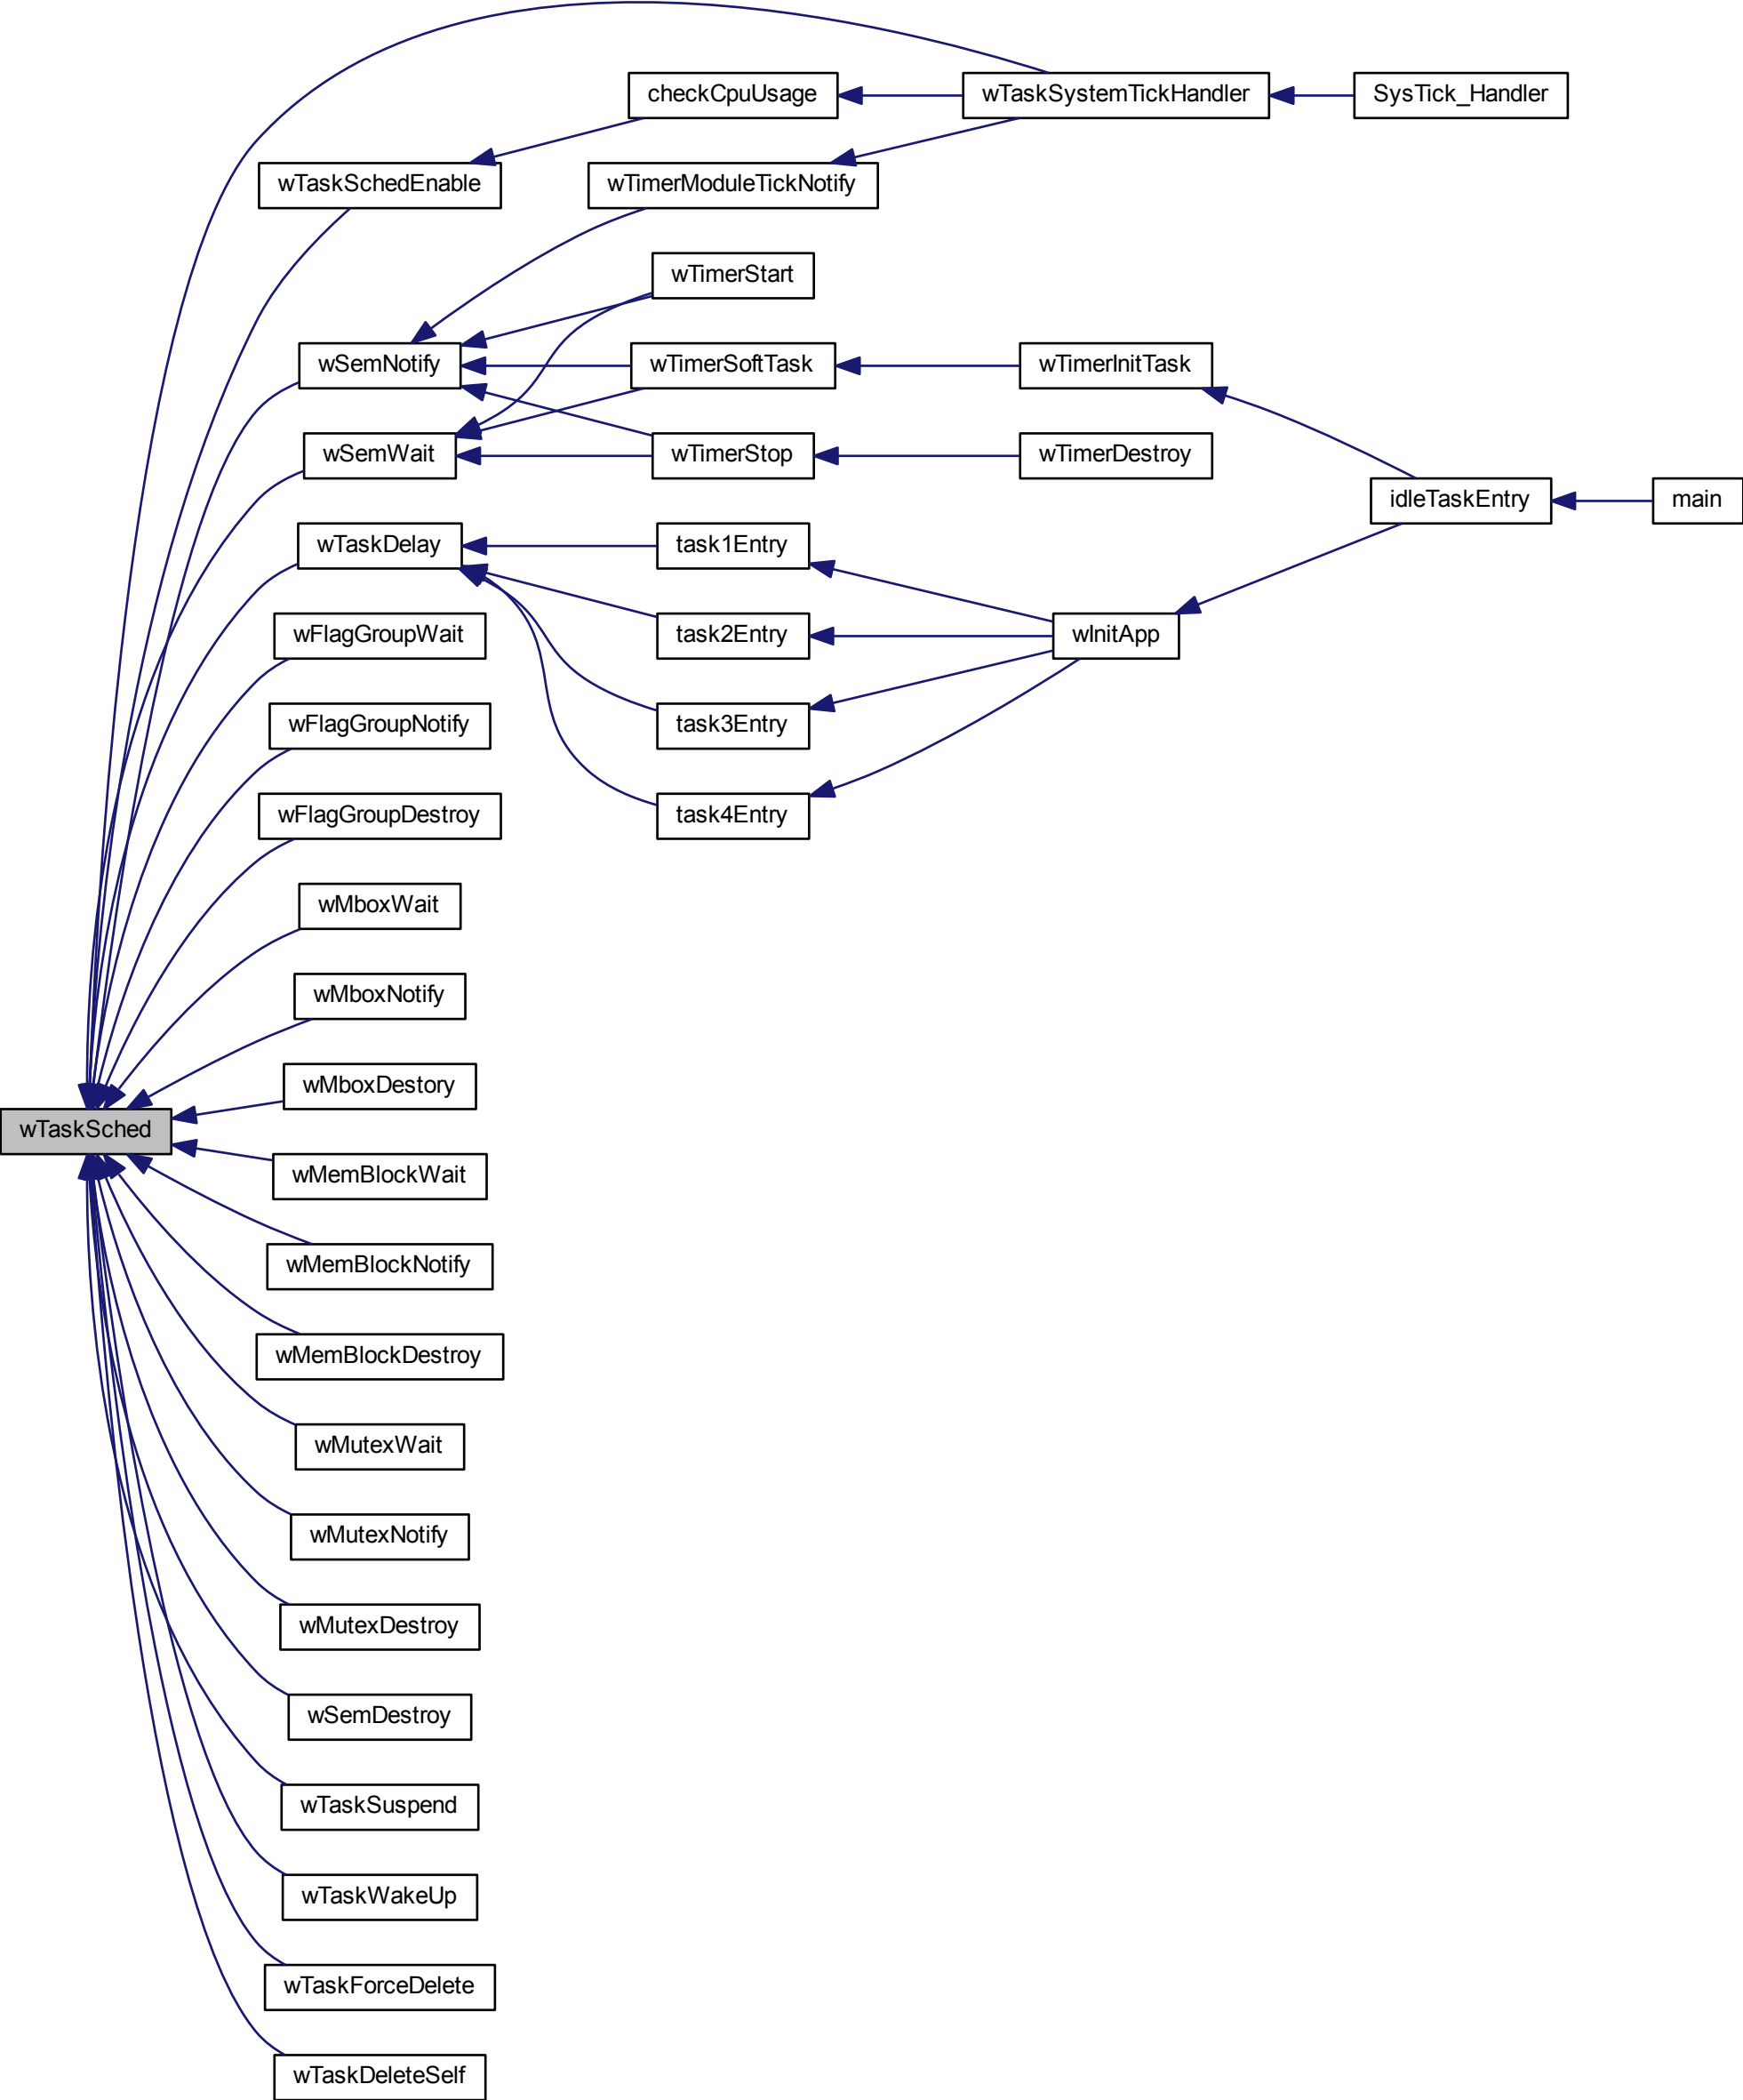 checkCpuUsage
wTaskSystemTickHandler
SysTick_Handler
wTaskSchedEnable
wTimerModuleTickNotify
wTimerStart
wSemNotify
wTimerSoftTask
wTimerInitTask
wSemWait
wTimerStop
wTimerDestroy
idleTaskEntry
main
wTaskDelay
task1Entry
wFlagGroupWait
task2Entry
wInitApp
wFlagGroupNotify
task3Entry
wFlagGroupDestroy
task4Entry
wMboxWait
wMboxNotify
wMboxDestory
wTaskSched
wMemBlockWait
wMemBlockNotify
wMemBlockDestroy
wMutexWait
wMutexNotify
wMutexDestroy
wSemDestroy
wTaskSuspend
wTaskWakeUp
wTaskForceDelete
wTaskDeleteSelf